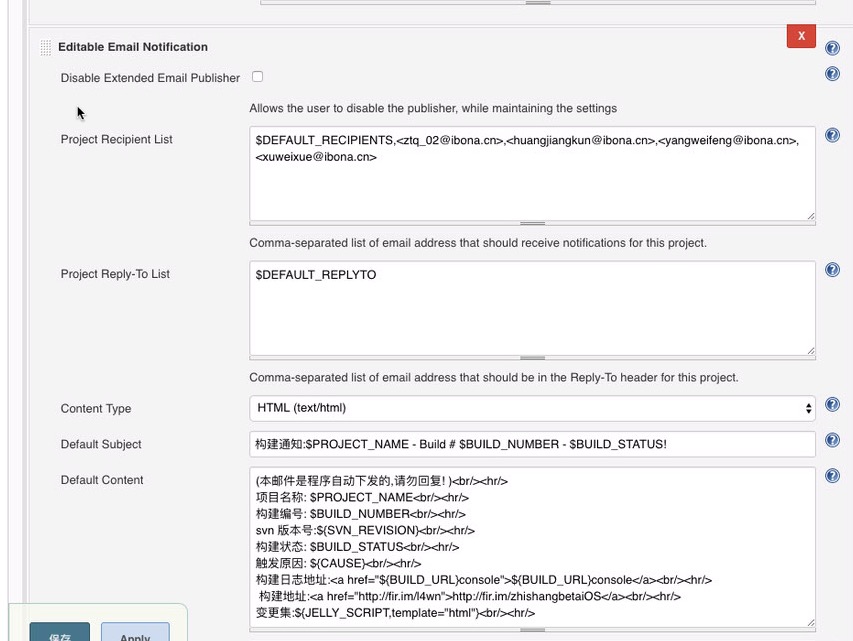 Editable Email Notification
X
Disable Extended Email Publisher
Allows the user to disable the publisher, while maintaining the settings
Project Recipient List
$DEFAULT_RECIPIENTS,<ztq_02@ibona.cn>,<huangjiangkun@ibona.cn>,<yangweifeng@ibona.cn>,
<xuweixue@ibona.cn>
Comma-separated list of email address that should receive notifications for this project.
Project Reply-To List
$DEFAULT_REPLYTO
Comma-separated list of email address that should be in the Reply-To header for this project.
Content Type
HTML (text/html)
Default Subject
构建通知:$PROJECT_NAME - Build # $BUILD_NUMBER - $BUILD_STATUS!
Default Content
(本邮件是程序自动下发的,请勿回复! )<br/><hr/>
项目名称: $PROJECT_NAME<br/><hr/>
构建编号: $BUILD_NUMBER<br/><hr/>
svn 版本号:${SVN_REVISION}<br/><hr/>
构建状态: $BUILD_STATUS<br/><hr/>
触发原因: ${CAUSE}<br/><hr/>
构建日志地址:<a href="${BUILD_URL}console">${BUILD_URL}console</a><br/><hr/>
构建地址:<a href="http://fir.im/l4wn">http://fir.im/zhishangbetaiOS</a><br/><hr/>
变更集:${JELLY_SCRIPT,template="html"}<br/><hr/>
保存
Apply